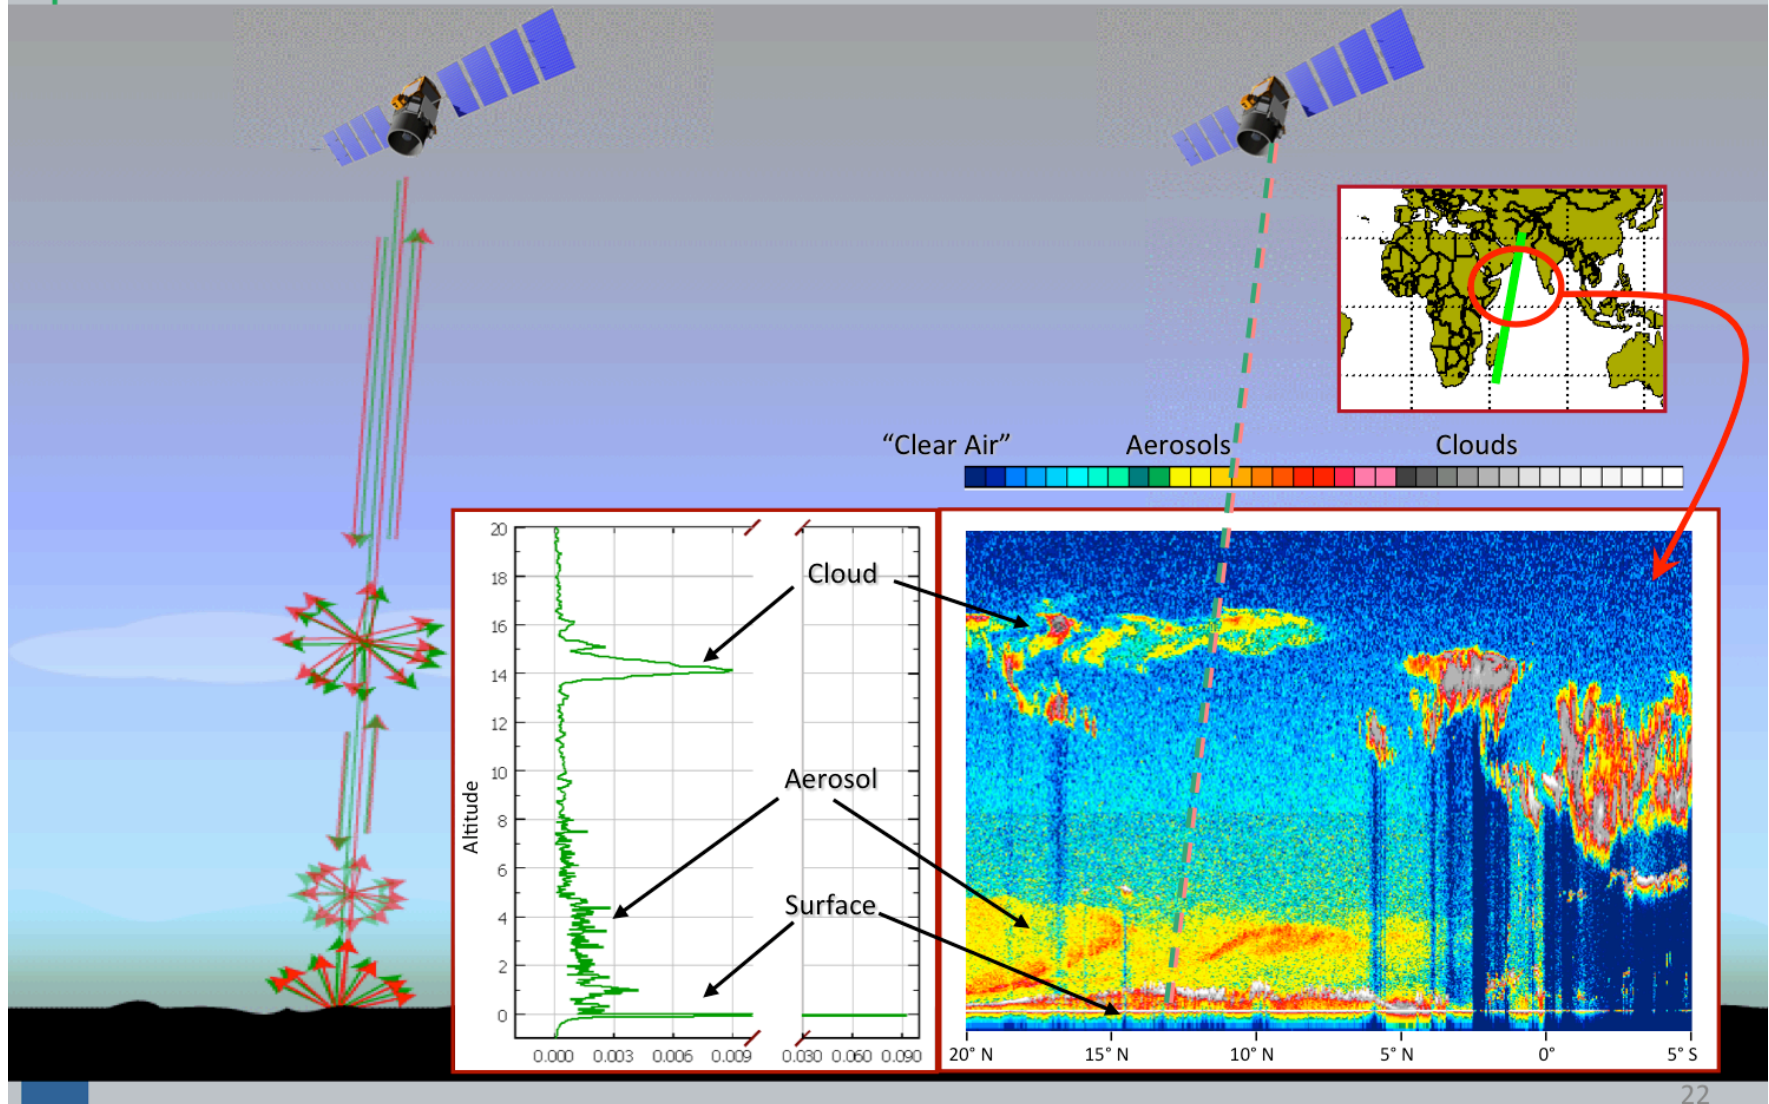 “Clear Air”
Aerosols
Clouds
20
18
16
14
12
10
8
6
4
2
0
Altitude
Cloud
Aerosol
Surface
0.000 0.003 0.006 0.009 0.030 0.060 0.090
20° N 15° N 10° N 5° N 0° 5° S
22